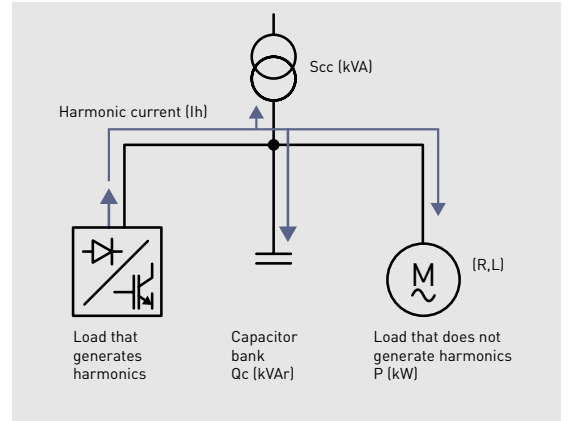 Scc (kVA)
Harmonic current (Ih)
M
(R,L)
Load that
generates
harmonics
Capacitor
bank
Qc (kVAr)
Load that does not
generate harmonics
P (kW)